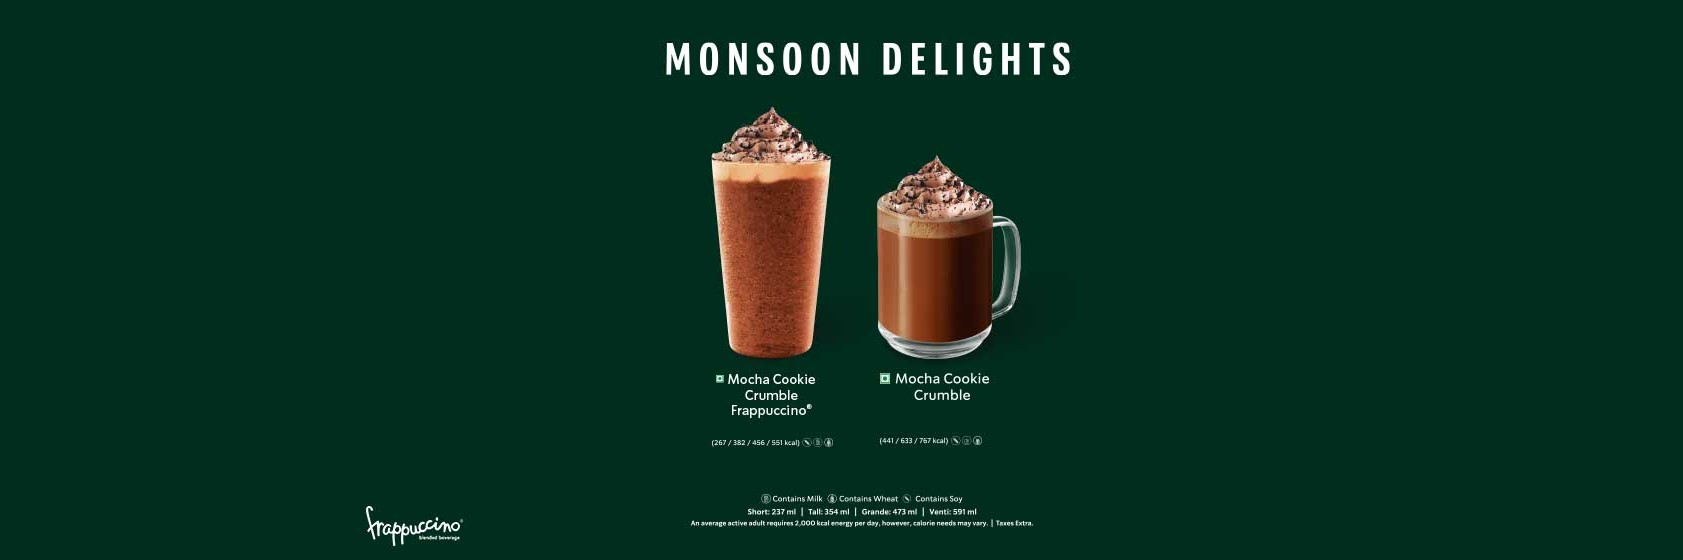 MONSOON DELIGHTS
Mocha Cookie
Crumble
Frappuccino®
(267 / 382 / 456 / 551 kcal)
Mocha Cookie
Crumble
(441 / 633 / 767 kcal)
Contains Milk Contains Wheat Contains Soy
Short: 237 ml | Tall: 354 ml | Grande: 473 ml | Venti: 591 ml
An average active adult requires 2,000 kcal energy per day, however, calorie needs may vary. | Taxes Extra.
frappuccino®
blended beverage